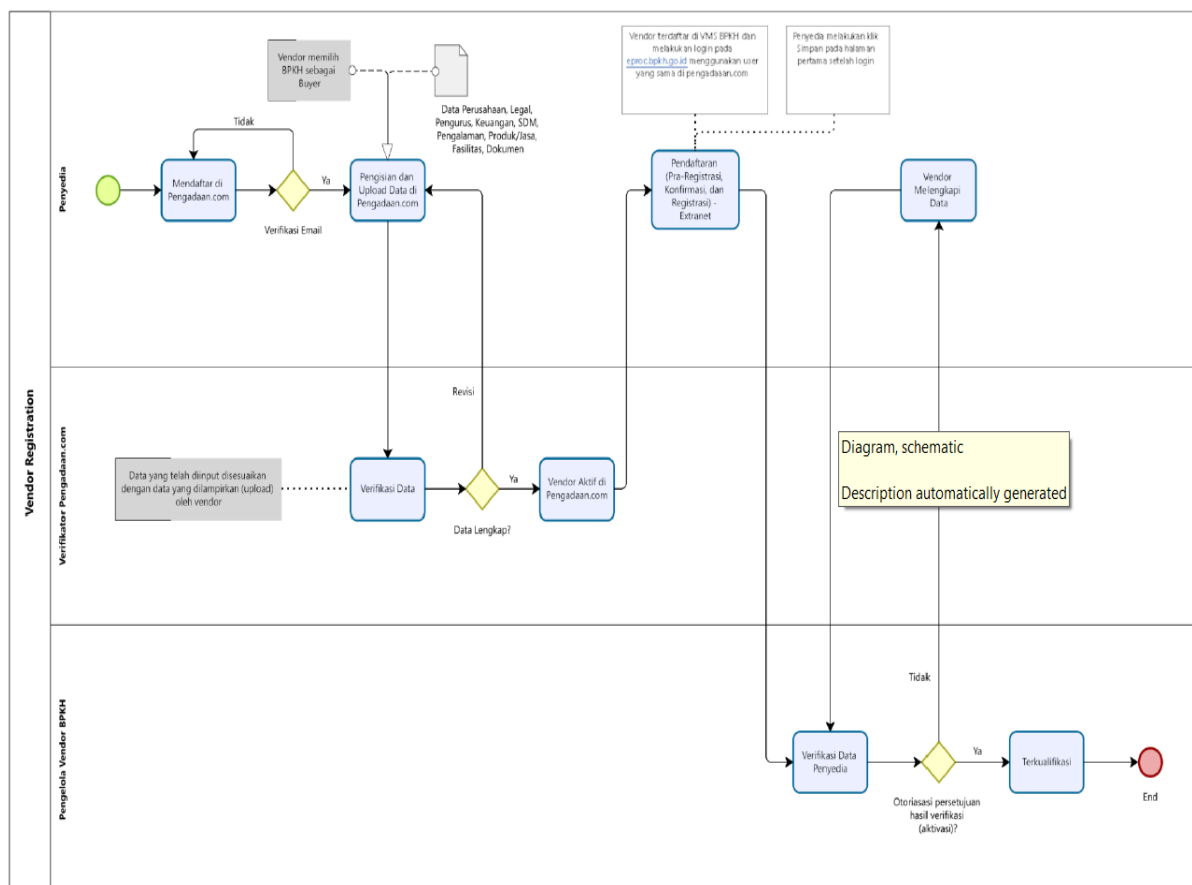 Vendor Registration
Penyedia
Vendor memilih
BPKH sebagai
Buyer
Data Perusahaan, Legal,
Pengurus, Keuangan, SDM,
Pengalaman, Produk/Jasa,
Fasilitas, Dokumen
Vendor terdaftar di VMS BPKH dan
melakukan login pada
eproc.bpkh.go.id menggunakan user
yang sama di pengadaaan.com
Penyedia melakukan klik
Simpan pada halaman
pertama setelah login
Tidak
Mendaftar di
Pengadaan.com
Ya
Verifikasi Email
Pengisian dan
Upload Data di
Pengadaan.com
Pendaftaran
(Pra-Registrasi,
Konfirmasi, dan
Registrasi) -
Extranet
Vendor
Melengkapi
Data
Verifikator Pengadaan.com
Revisi
Data yang telah diinput disesuaikan
dengan data yang dilampirkan (upload)
oleh vendor
Verifikasi Data
Data Lengkap?
Ya
Vendor Aktif di
Pengadaan.com
Diagram, schematic
Description automatically generated
Pengelola Vendor BPKH
Tidak
Verifikasi Data
Penyedia
Ya
Otoriasasi persetujuan
hasil verifikasi
(aktivasi)?
Terkualifikasi
End